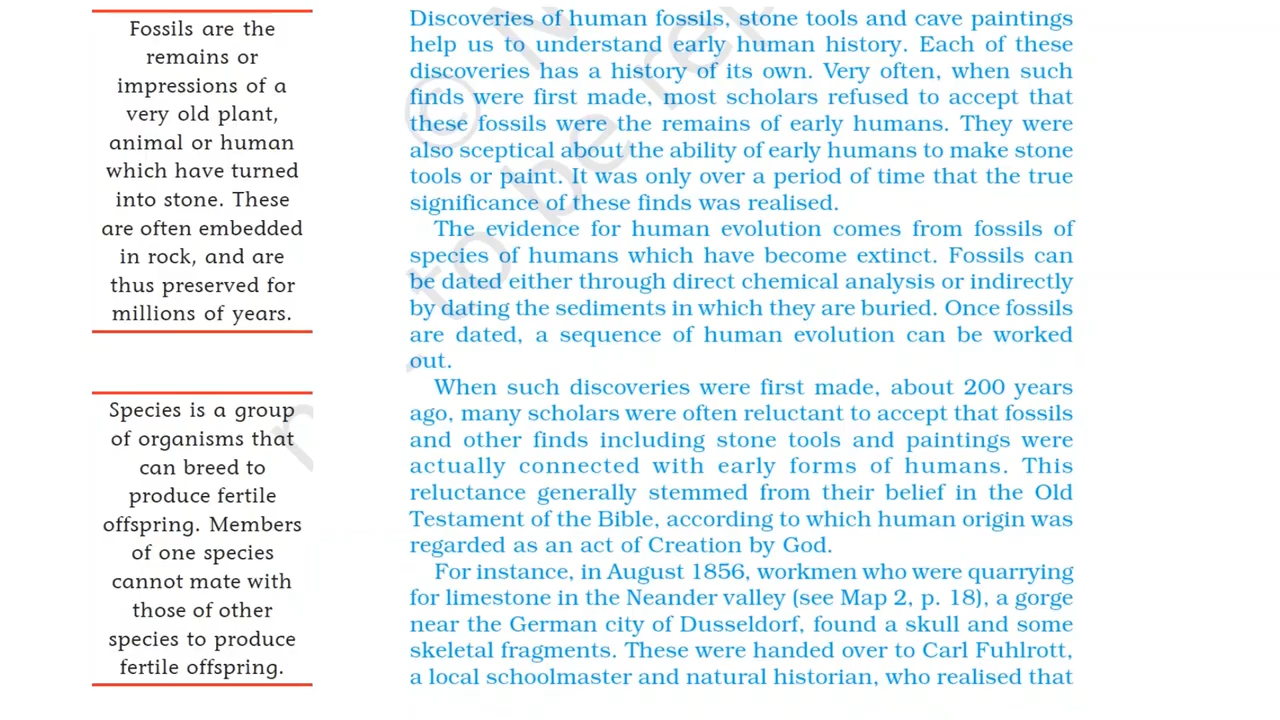 Fossils are the
remains or
impressions of a
very old plant,
animal or human
which have turned
into stone. These
are often embedded
in rock, and are
thus preserved for
millions of years.
Species is a group
of organisms that
can breed to
produce fertile
offspring. Members
of one species
cannot mate with
those of other
species to produce
fertile offspring.
Discoveries of human fossils, stone tools and cave paintings
help us to understand early human history. Each of these
discoveries has a history of its own. Very often, when such
finds were first made, most scholars refused to accept that
these fossils were the remains of early humans. They were
also sceptical about the ability of early humans to make stone
tools or paint. It was only over a period of time that the true
significance of these finds was realised.
The evidence for human evolution comes from fossils of
species of humans which have become extinct. Fossils can
be dated either through direct chemical analysis or indirectly
by dating the sediments in which they are buried. Once fossils
are dated, a sequence of human evolution can be worked
out.
When such discoveries were first made, about 200 years
ago, many scholars were often reluctant to accept that fossils
and other finds including stone tools and paintings were
actually connected with early forms of humans. This
reluctance generally stemmed from their belief in the Old
Testament of the Bible, according to which human origin was
regarded as an act of Creation by God.
For instance, in August 1856, workmen who were quarrying
for limestone in the Neander valley (see Map 2, p. 18), a gorge
near the German city of Dusseldorf, found a skull and some
skeletal fragments. These were handed over to Carl Fuhlrott,
a local schoolmaster and natural historian, who realised that
© N
to be re